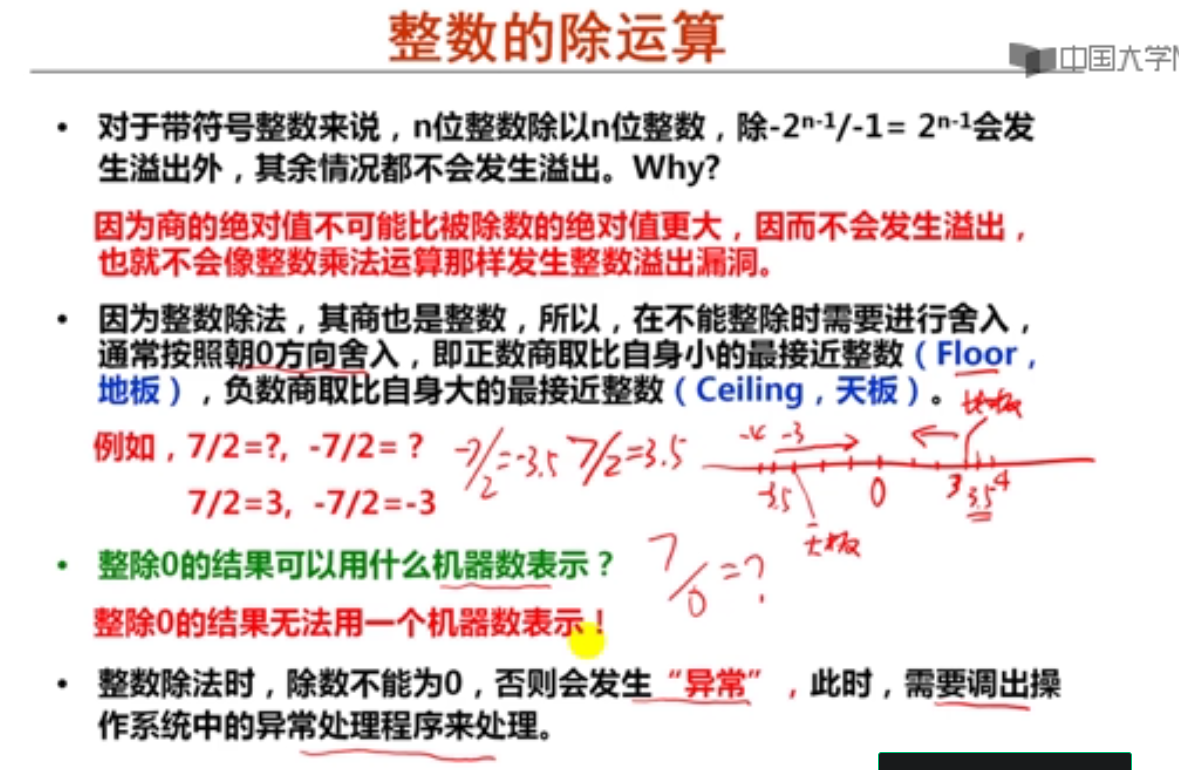 整数的除运算
中国大学M
• 对于带符号整数来说，n位整数除以n位整数，除-2ⁿ⁻¹/-1= 2ⁿ⁻¹会发
生溢出外，其余情况都不会发生溢出。Why?
因为商的绝对值不可能比被除数的绝对值更大，因而不会发生溢出，
也就不会像整数乘法运算那样发生整数溢出漏洞。
• 因为整数除法，其商也是整数，所以，在不能整除时需要进行舍入，
通常按照朝0方向舍入，即正数商取比自身小的最接近整数（Floor，
地板），负数商取比自身大的最接近整数（Ceiling，天板）。
地板
例如，7/2=?，-7/2=？
-7/2=-3.5 7/2=3.5
-4 -3
-3.5 0 3 3.5 4
天板
7/2=3，-7/2=-3
• 整除0的结果可以用什么机器数表示？
7/0=?
整除0的结果无法用一个机器数表示！
• 整数除法时，除数不能为0，否则会发生“异常”，此时，需要调出操
作系统中的异常处理程序来处理。